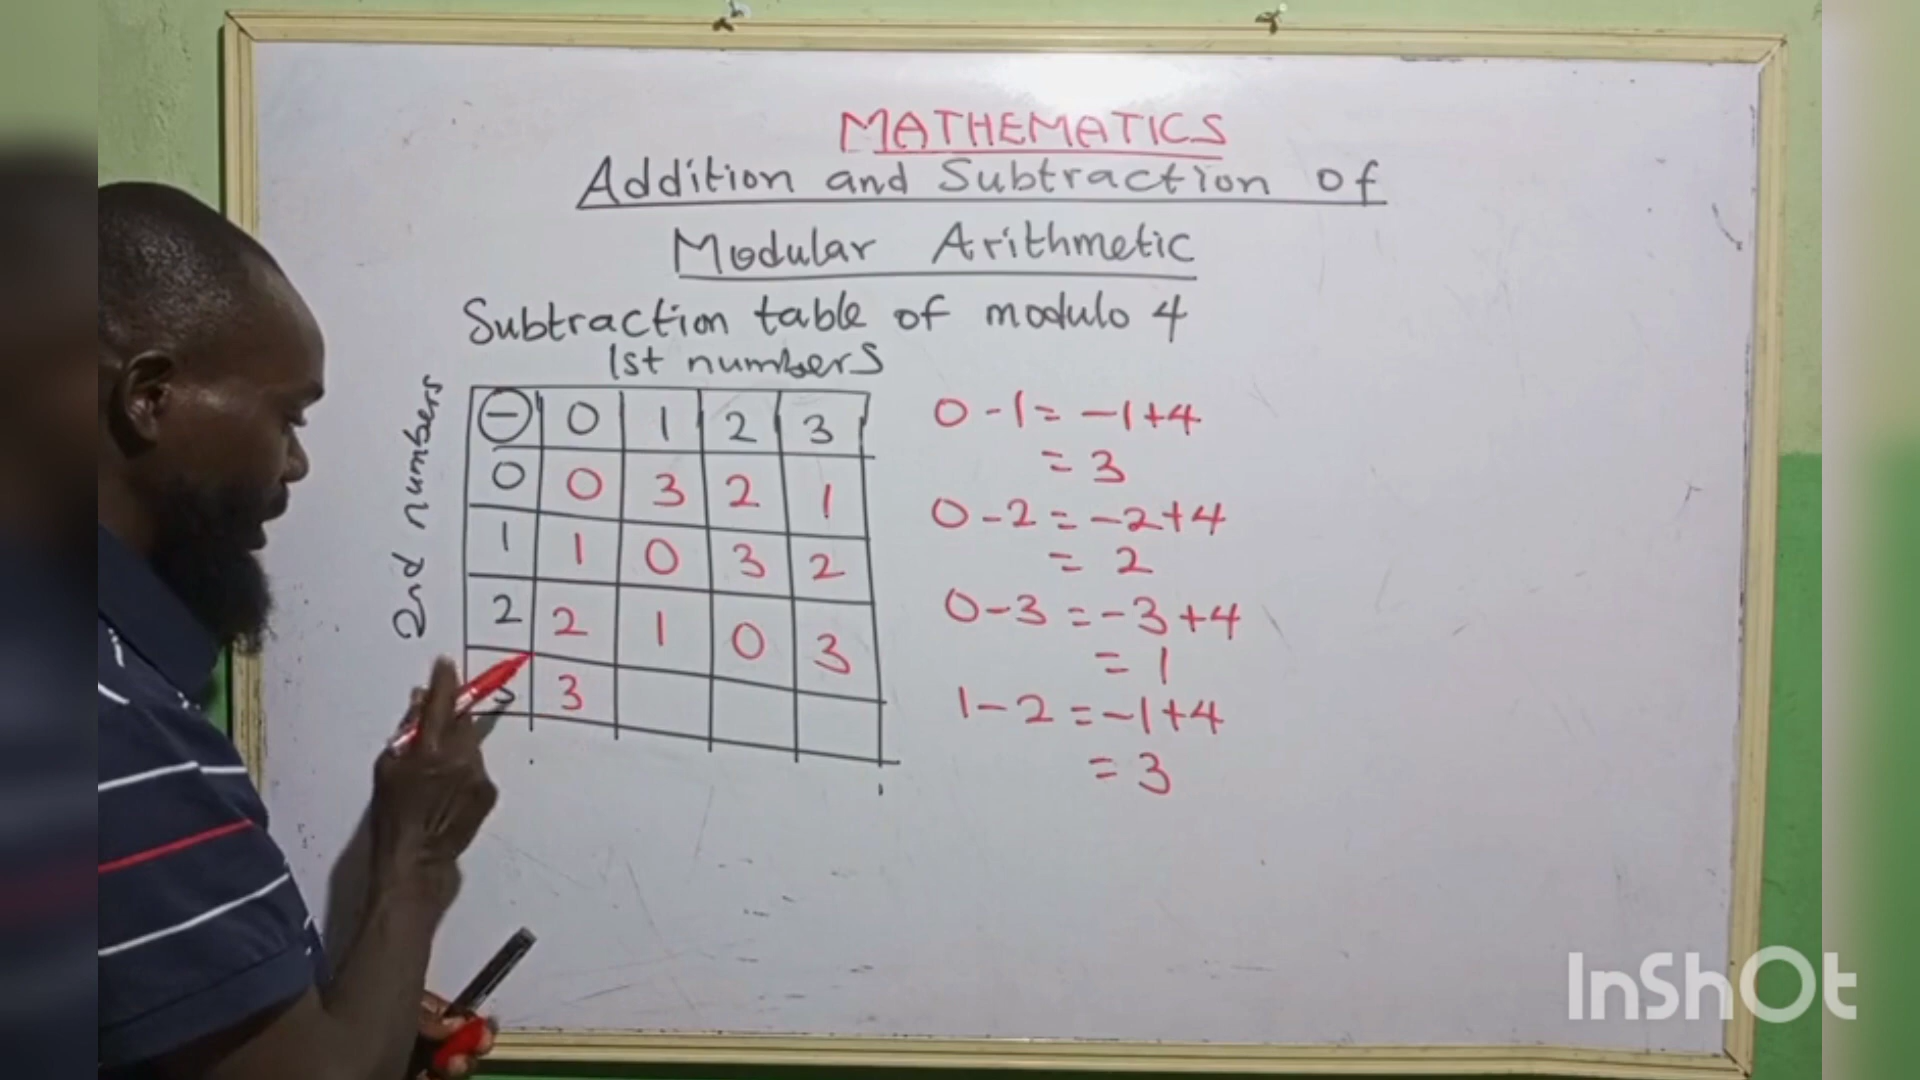 MATHEMATICS
Addition and Subtraction of
Modular Arithmetic
Subtraction table of modulo 4
1st numbers
2nd numbers
⊖ 0 1 2 3
0 0 3 2 1
1 1 0 3 2
2 2 1 0 3
3
0 - 1 = -1 + 4
= 3
0 - 2 = -2 + 4
= 2
0 - 3 = -3 + 4
= 1
1 - 2 = -1 + 4
= 3
InShOt